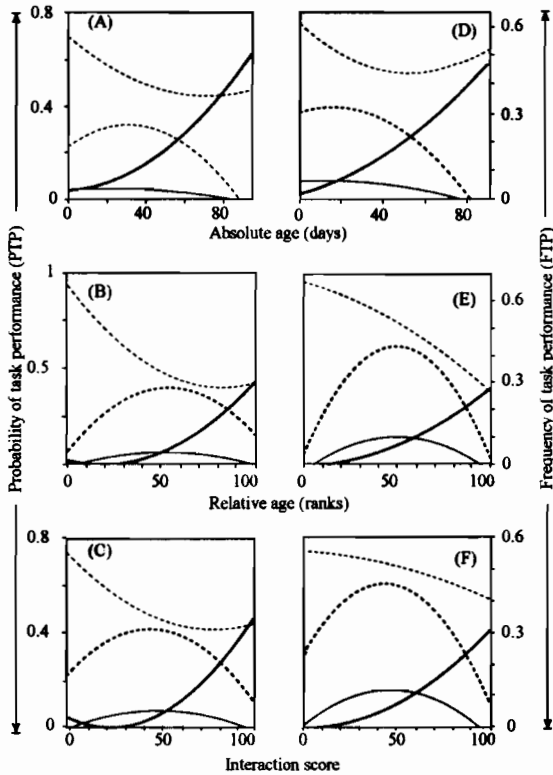 0.8
(A)
0.4
0
0 40 80
(D)
0.6
0.3
0
0 40 80
Absolute age (days)
1
(B)
0.5
0 50 100
(E)
0.6
0.3
0
0 50 100
Relative age (ranks)
0.8
(C)
0.4
0
0 50 100
(F)
0.6
0.3
0
0 50 100
Interaction score
Probability of task performance (PTP)
Frequency of task performance (FTP)